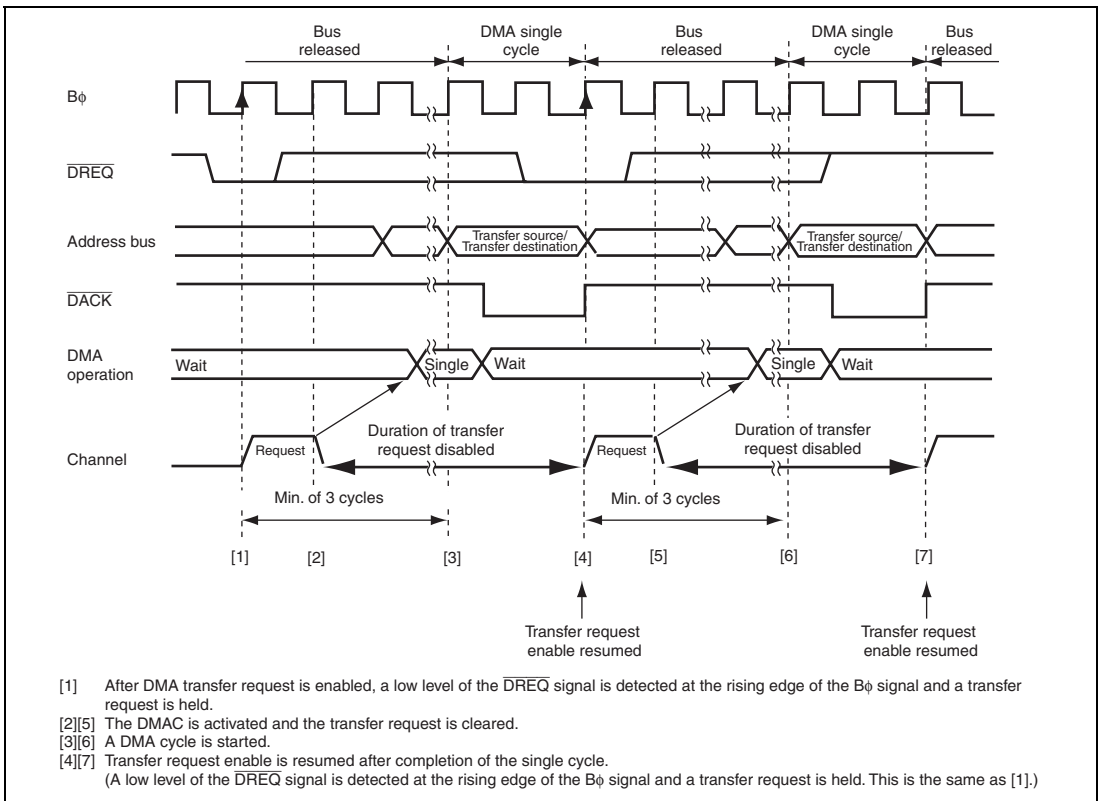 Bus released
DMA single cycle
Bus released
DMA single cycle
Bus released
Bφ
DREQ
Address bus
Transfer source/ Transfer destination
Transfer source/ Transfer destination
DACK
DMA operation
Wait
Single
Wait
Single
Wait
Channel
Request
Duration of transfer request disabled
Request
Duration of transfer request disabled
Min. of 3 cycles
Min. of 3 cycles
[1]
[2]
[3]
[4]
[5]
[6]
[7]
Transfer request enable resumed
Transfer request enable resumed
[1] After DMA transfer request is enabled, a low level of the DREQ signal is detected at the rising edge of the Bφ signal and a transfer
request is held.
[2][5] The DMAC is activated and the transfer request is cleared.
[3][6] A DMA cycle is started.
[4][7] Transfer request enable is resumed after completion of the single cycle.
(A low level of the DREQ signal is detected at the rising edge of the Bφ signal and a transfer request is held. This is the same as [1].)